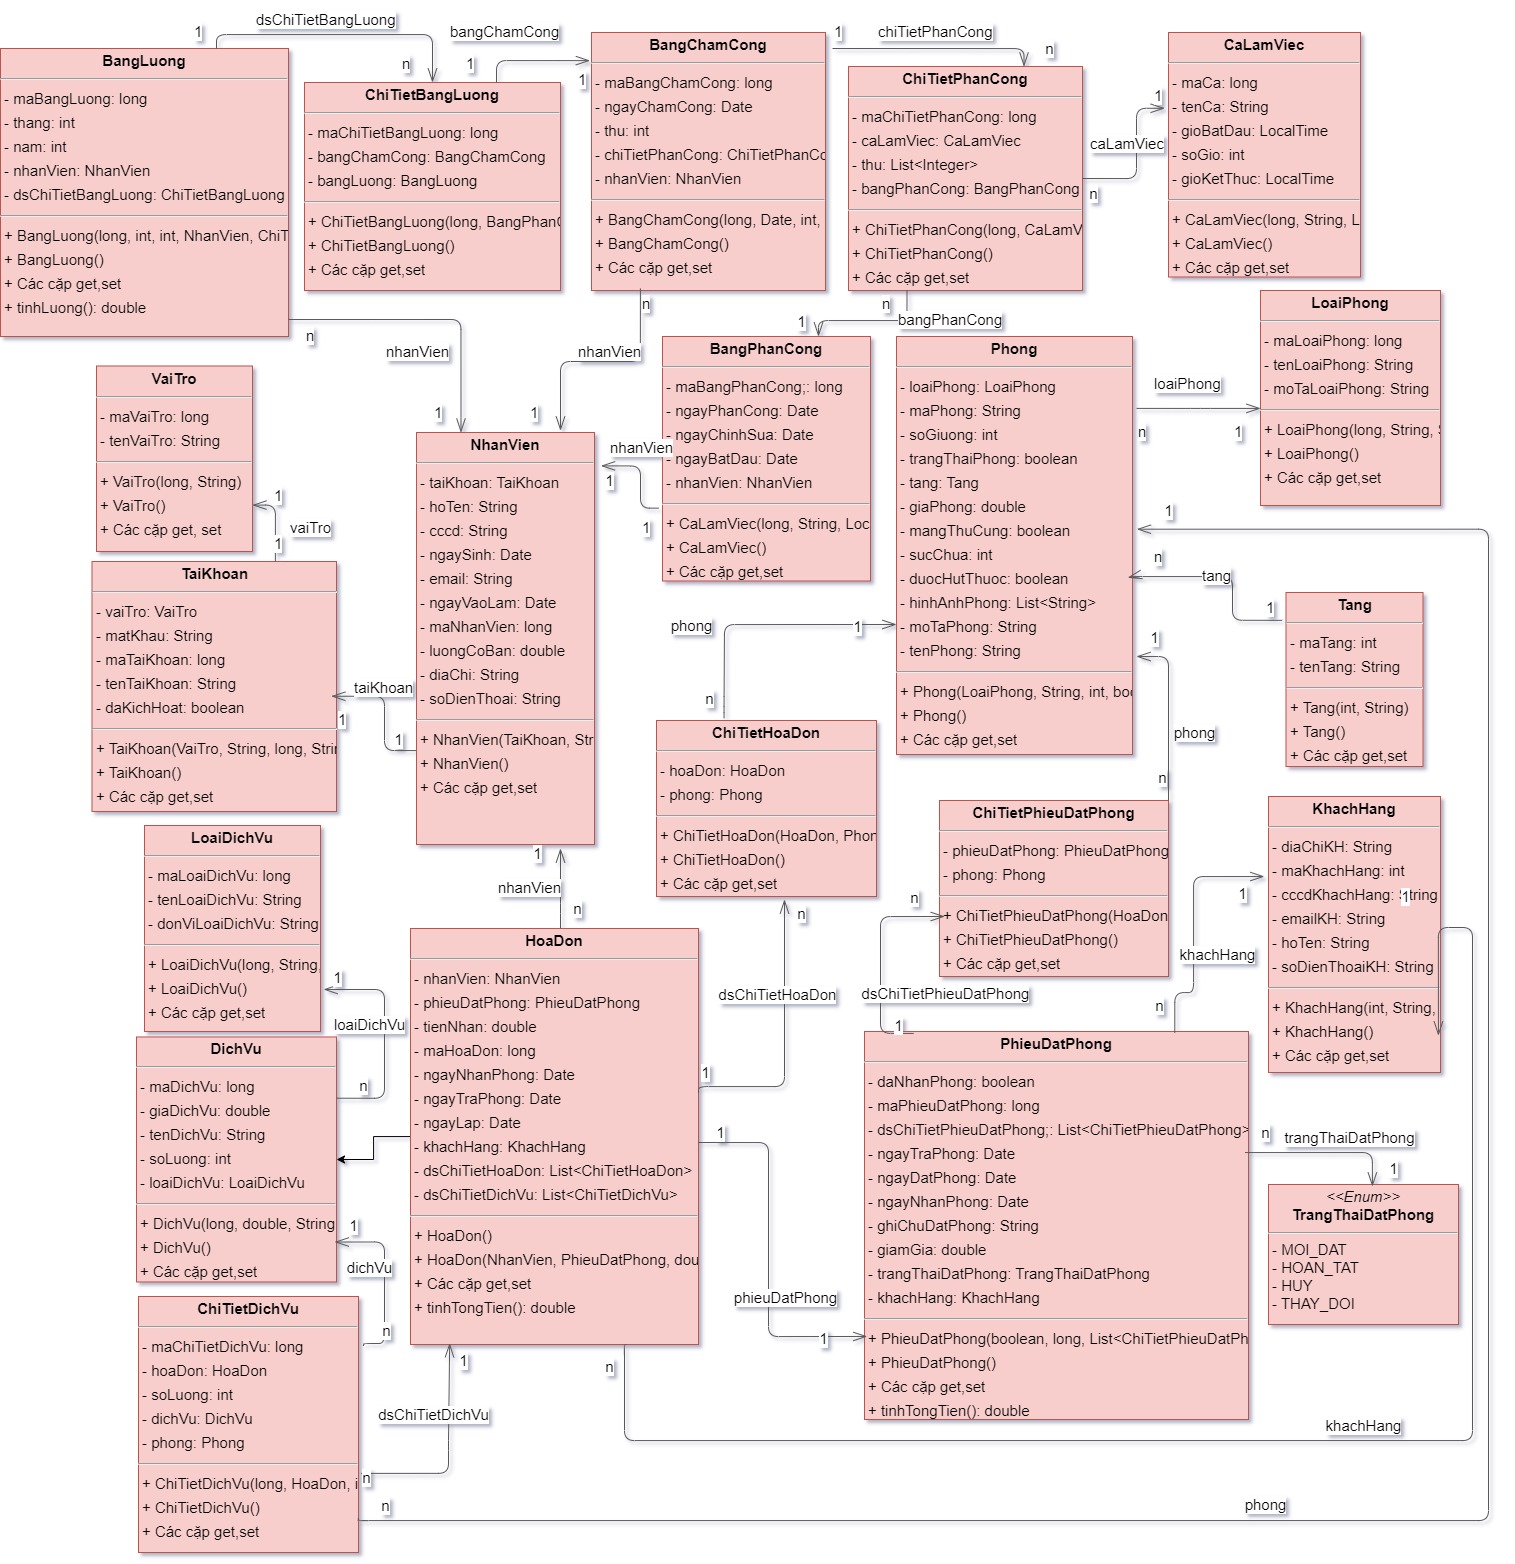 1
dsChiTietBangLuong
n
BangLuong
- maBangLuong: long
- thang: int
- nam: int
- nhanVien: NhanVien
- dsChiTietBangLuong: ChiTietBangLuong
+ BangLuong(long, int, int, NhanVien, ChiT
+ BangLuong()
+ Các cặp get,set
+ tinhLuong(): double
n
nhanVien
1
bangChamCong
1
1
ChiTietBangLuong
- maChiTietBangLuong: long
- bangChamCong: BangChamCong
- bangLuong: BangLuong
+ ChiTietBangLuong(long, BangPhan
+ ChiTietBangLuong()
+ Các cặp get,set
BangChamCong
- maBangChamCong: long
- ngayChamCong: Date
- thu: int
- chiTietPhanCong: ChiTietPhanCo
- nhanVien: NhanVien
+ BangChamCong(long, Date, int,
+ BangChamCong()
+ Các cặp get,set
n
nhanVien
1
1
chiTietPhanCong
n
ChiTietPhanCong
- maChiTietPhanCong: long
- caLamViec: CaLamViec
- thu: List<Integer>
- bangPhanCong: BangPhanCong
+ ChiTietPhanCong(long, CaLamV
+ ChiTietPhanCong()
+ Các cặp get,set
1
caLamViec
n
CaLamViec
- maCa: long
- tenCa: String
- gioBatDau: LocalTime
- soGio: int
- gioKetThuc: LocalTime
+ CaLamViec(long, String, L
+ CaLamViec()
+ Các cặp get,set
n
bangPhanCong
1
BangPhanCong
- maBangPhanCong;: long
- ngayPhanCong: Date
- ngayChinhSua: Date
- ngayBatDau: Date
- nhanVien: NhanVien
+ CaLamViec(long, String, Loc
+ CaLamViec()
+ Các cặp get,set
nhanVien
1
1
Phong
- loaiPhong: LoaiPhong
- maPhong: String
- soGiuong: int
- trangThaiPhong: boolean
- tang: Tang
- giaPhong: double
- mangThuCung: boolean
- sucChua: int
- duocHutThuoc: boolean
- hinhAnhPhong: List<String>
- moTaPhong: String
- tenPhong: String
+ Phong(LoaiPhong, String, int, boo
+ Phong()
+ Các cặp get,set
loaiPhong
n
1
LoaiPhong
- maLoaiPhong: long
- tenLoaiPhong: String
- moTaLoaiPhong: String
+ LoaiPhong(long, String,
+ LoaiPhong()
+ Các cặp get,set
1
n
tang
1
Tang
- maTang: int
- tenTang: String
+ Tang(int, String)
+ Tang()
+ Các cặp get,set
VaiTro
- maVaiTro: long
- tenVaiTro: String
+ VaiTro(long, String)
+ VaiTro()
+ Các cặp get, set
1
vaiTro
1
TaiKhoan
- vaiTro: VaiTro
- matKhau: String
- maTaiKhoan: long
- tenTaiKhoan: String
- daKichHoat: boolean
+ TaiKhoan(VaiTro, String, long, Strin
+ TaiKhoan()
+ Các cặp get,set
taiKhoan
1
1
NhanVien
- taiKhoan: TaiKhoan
- hoTen: String
- cccd: String
- ngaySinh: Date
- email: String
- ngayVaoLam: Date
- maNhanVien: long
- luongCoBan: double
- diaChi: String
- soDienThoai: String
+ NhanVien(TaiKhoan, Str
+ NhanVien()
+ Các cặp get,set
1
nhanVien
n
phong
1
n
ChiTietHoaDon
- hoaDon: HoaDon
- phong: Phong
+ ChiTietHoaDon(HoaDon, Phon
+ ChiTietHoaDon()
+ Các cặp get,set
n
dsChiTietHoaDon
1
1
phong
n
ChiTietPhieuDatPhong
- phieuDatPhong: PhieuDatPhong
- phong: Phong
+ ChiTietPhieuDatPhong(HoaDon
+ ChiTietPhieuDatPhong()
+ Các cặp get,set
n
dsChiTietPhieuDatPhong
1
KhachHang
- diaChiKH: String
- maKhachHang: int
- cccdKhachHang: String
1
- emailKH: String
- hoTen: String
- soDienThoaiKH: String
+ KhachHang(int, String,
+ KhachHang()
+ Các cặp get,set
1
khachHang
n
LoaiDichVu
- maLoaiDichVu: long
- tenLoaiDichVu: String
- donViLoaiDichVu: String
+ LoaiDichVu(long, String,
+ LoaiDichVu()
+ Các cặp get,set
1
loaiDichVu
n
DichVu
- maDichVu: long
- giaDichVu: double
- tenDichVu: String
- soLuong: int
- loaiDichVu: LoaiDichVu
+ DichVu(long, double, String
+ DichVu()
+ Các cặp get,set
1
dichVu
n
HoaDon
- nhanVien: NhanVien
- phieuDatPhong: PhieuDatPhong
- tienNhan: double
- maHoaDon: long
- ngayNhanPhong: Date
- ngayTraPhong: Date
- ngayLap: Date
- khachHang: KhachHang
- dsChiTietHoaDon: List<ChiTietHoaDon>
- dsChiTietDichVu: List<ChiTietDichVu>
+ HoaDon()
+ HoaDon(NhanVien, PhieuDatPhong, dou
+ Các cặp get,set
+ tinhTongTien(): double
1
phieuDatPhong
1
PhieuDatPhong
- daNhanPhong: boolean
- maPhieuDatPhong: long
- dsChiTietPhieuDatPhong;: List<ChiTietPhieuDatPhong>
- ngayTraPhong: Date
- ngayDatPhong: Date
- ngayNhanPhong: Date
- ghiChuDatPhong: String
- giamGia: double
- trangThaiDatPhong: TrangThaiDatPhong
- khachHang: KhachHang
+ PhieuDatPhong(boolean, long, List<ChiTietPhieuDatPh
+ PhieuDatPhong()
+ Các cặp get,set
+ tinhTongTien(): double
n
trangThaiDatPhong
1
<<Enum>>
TrangThaiDatPhong
- MOI_DAT
- HOAN_TAT
- HUY
- THAY_DOI
ChiTietDichVu
- maChiTietDichVu: long
- hoaDon: HoaDon
- soLuong: int
- dichVu: DichVu
- phong: Phong
+ ChiTietDichVu(long, HoaDon, i
+ ChiTietDichVu()
+ Các cặp get,set
1
dsChiTietDichVu
n
n
khachHang
n
phong